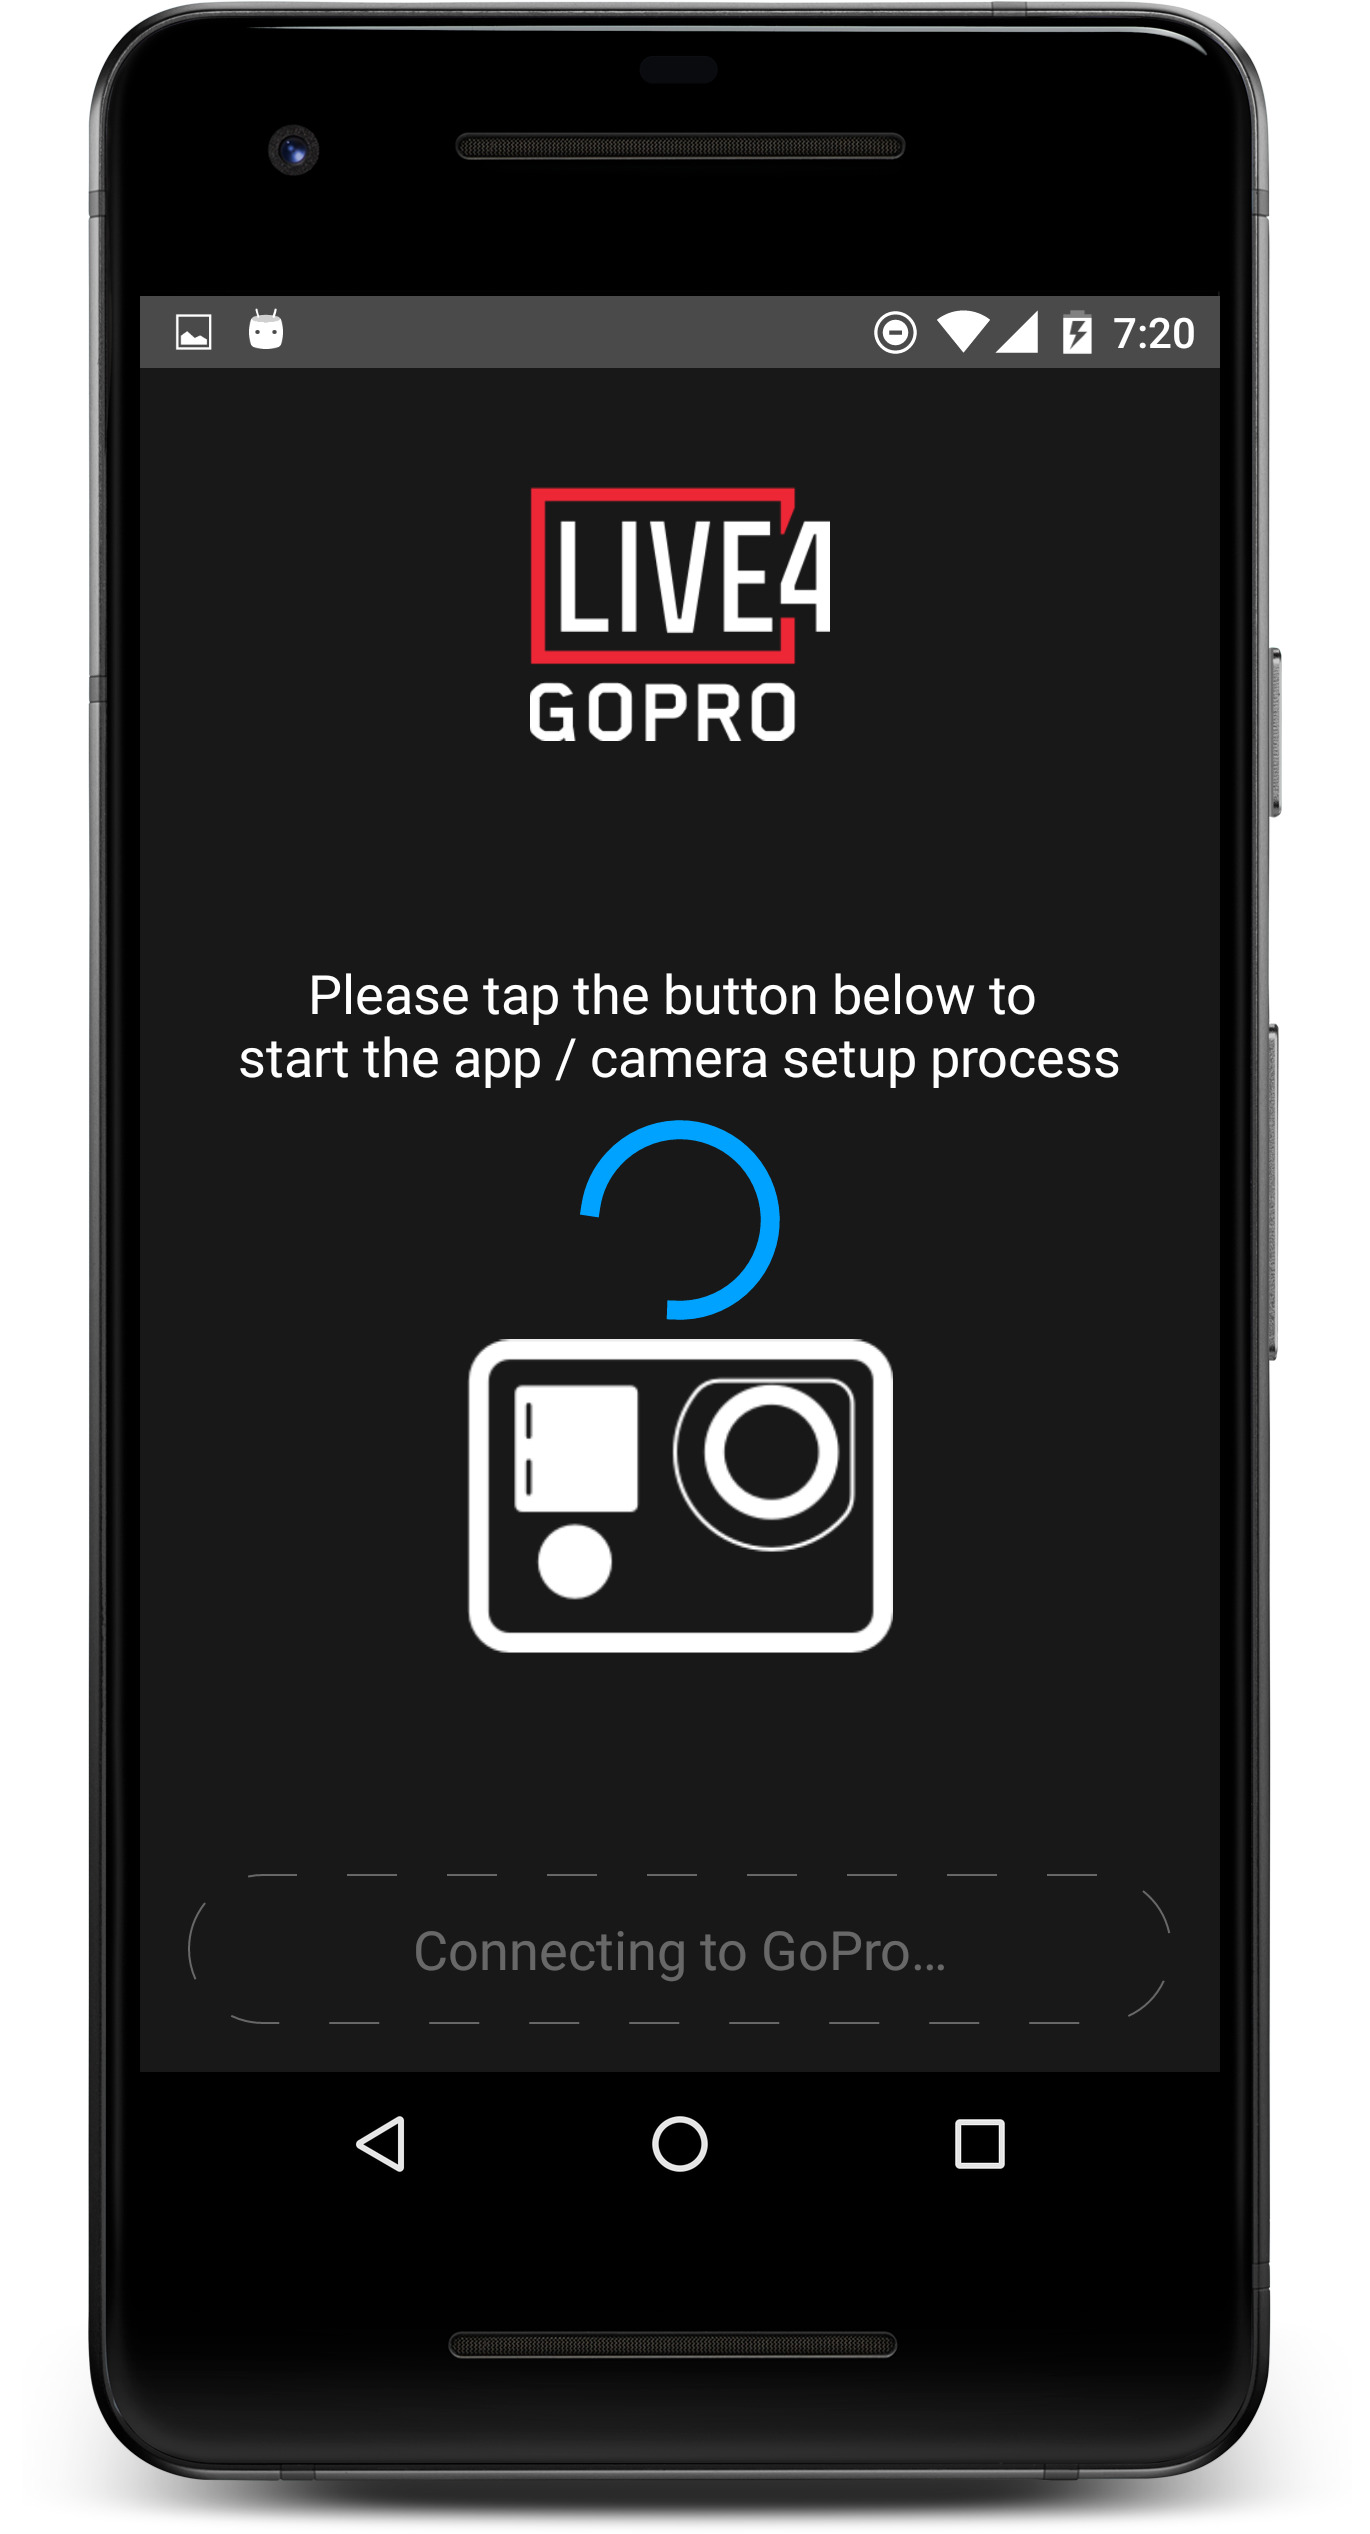 7:20
LIVE4
GOPRO
Please tap the button below to
start the app / camera setup process
Connecting to GoPro...